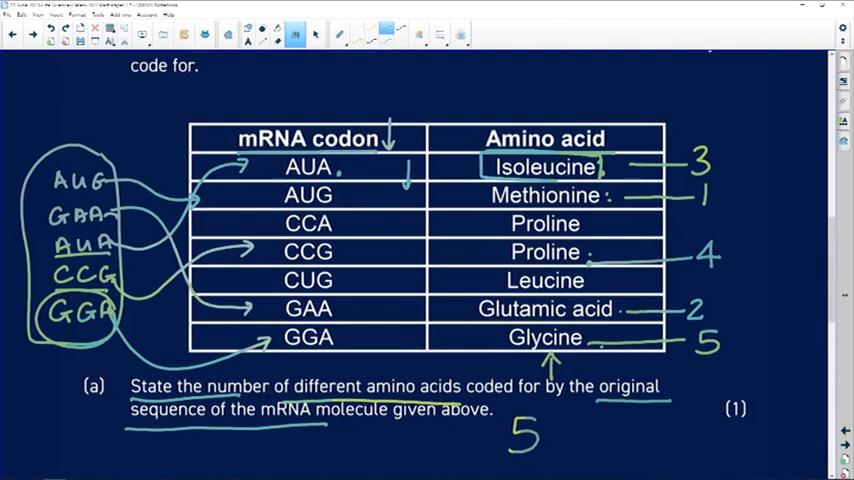 code for.
mRNA codon Amino acid
AUA Isoleucine 3
AUG Methionine 1
CCA Proline
CCG Proline 4
CUG Leucine
GAA Glutamic acid 2
GGA Glycine 5
AUG
GAA
AUA
CCG
GGA
(a) State the number of different amino acids coded for by the original
sequence of the mRNA molecule given above. (1)
5